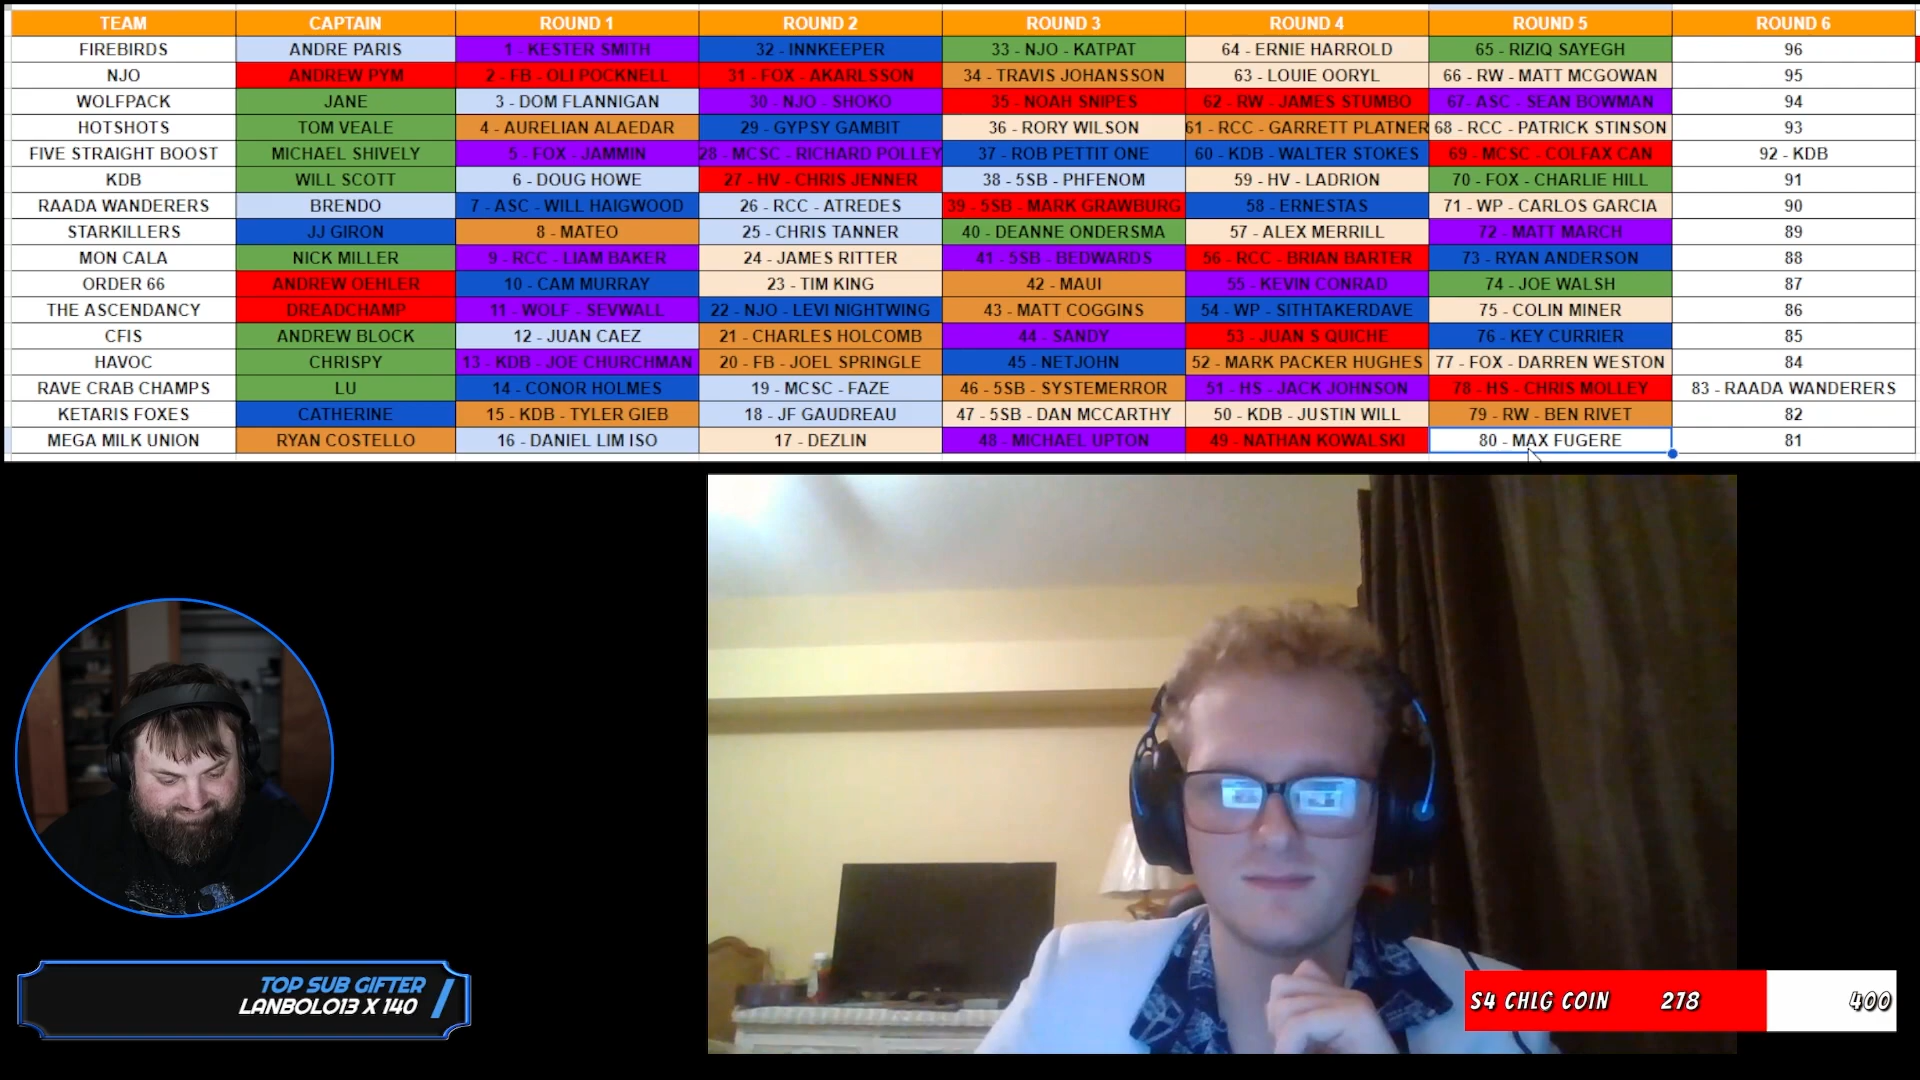 TEAM CAPTAIN ROUND 1 ROUND 2 ROUND 3 ROUND 4 ROUND 5 ROUND 6
FIREBIRDS ANDRE PARIS 1 - KESTER SMITH 32 - INNKEEPER 33 - NJO - KATPAT 64 - ERNIE HARROLD 65 - RIZIQ SAYEGH 96
NJO ANDREW PYM 2 - FB - OLI POCKNELL 31 - FOX - AKARLSSON 34 - TRAVIS JOHANSSON 63 - LOUIE OORYL 66 - RW - MATT MCGOWAN 95
WOLFPACK JANE 3 - DOM FLANNIGAN 30 - NJO - SHOKO 35 - NOAH SNIPES 62 - RW - JAMES STUMBO 67- ASC - SEAN BOWMAN 94
HOTSHOTS TOM VEALE 4 - AURELIAN ALAEDAR 29 - GYPSY GAMBIT 36 - RORY WILSON 61 - RCC - GARRETT PLATNER 68 - RCC - PATRICK STINSON 93
FIVE STRAIGHT BOOST MICHAEL SHIVELY 5 - FOX - JAMMIN 28 - MCSC - RICHARD POLLEY 37 - ROB PETTIT ONE 60 - KDB - WALTER STOKES 69 - MCSC - COLFAX CAN 92 - KDB
KDB WILL SCOTT 6 - DOUG HOWE 27 - HV - CHRIS JENNER 38 - 5SB - PHFENOM 59 - HV - LADRION 70 - FOX - CHARLIE HILL 91
RAADA WANDERERS BRENDO 7 - ASC - WILL HAIGWOOD 26 - RCC - ATREDES 39 - 5SB - MARK GRAWBURG 58 - ERNESTAS 71 - WP - CARLOS GARCIA 90
STARKILLERS JJ GIRON 8 - MATEO 25 - CHRIS TANNER 40 - DEANNE ONDERSMA 57 - ALEX MERRILL 72 - MATT MARCH 89
MON CALA NICK MILLER 9 - RCC - LIAM BAKER 24 - JAMES RITTER 41 - 5SB - BEDWARDS 56 - RCC - BRIAN BARTER 73 - RYAN ANDERSON 88
ORDER 66 ANDREW OEHLER 10 - CAM MURRAY 23 - TIM KING 42 - MAUI 55 - KEVIN CONRAD 74 - JOE WALSH 87
THE ASCENDANCY DREADCHAMP 11 - WOLF - SEVWALL 22 - NJO - LEVI NIGHTWING 43 - MATT COGGINS 54 - WP - SITHTAKERDAVE 75 - COLIN MINER 86
CFIS ANDREW BLOCK 12 - JUAN CAEZ 21 - CHARLES HOLCOMB 44 - SANDY 53 - JUAN S QUICHE 76 - KEY CURRIER 85
HAVOC CHRISPY 13 - KDB - JOE CHURCHMAN 20 - FB - JOEL SPRINGLE 45 - NETJOHN 52 - MARK PACKER HUGHES 77 - FOX - DARREN WESTON 84
RAVE CRAB CHAMPS LU 14 - CONOR HOLMES 19 - MCSC - FAZE 46 - 5SB - SYSTEMERROR 51 - HS - JACK JOHNSON 78 - HS - CHRIS MOLLEY 83 - RAADA WANDERERS
KETARIS FOXES CATHERINE 15 - KDB - TYLER GIEB 18 - JF GAUDREAU 47 - 5SB - DAN MCCARTHY 50 - KDB - JUSTIN WILL 79 - RW - BEN RIVET 82
MEGA MILK UNION RYAN COSTELLO 16 - DANIEL LIM ISO 17 - DEZLIN 48 - MICHAEL UPTON 49 - NATHAN KOWALSKI 80 - MAX FUGERE 81
TOP SUB GIFTER
LANBOLO13 X 140
S4 CHLG COIN 278 400